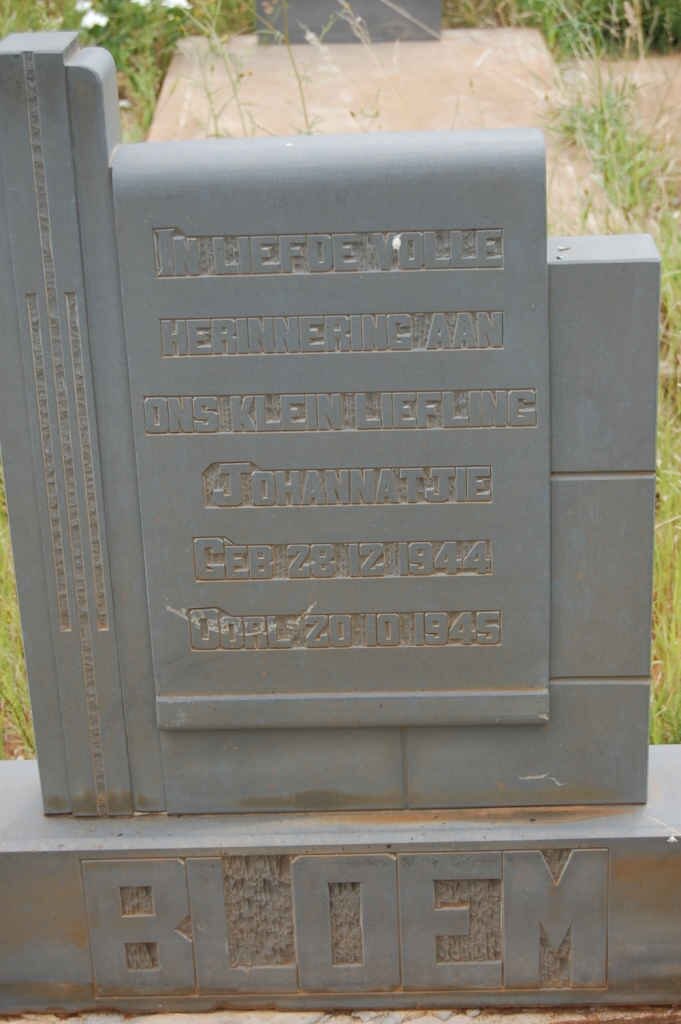 IN LIEFDEVOLLE
HERINNERING AAN
ONS KLEIN LIEFLING
JOHANNATJIE
GEB 28 12 1944
OORL 20 10 1945
BLOEM